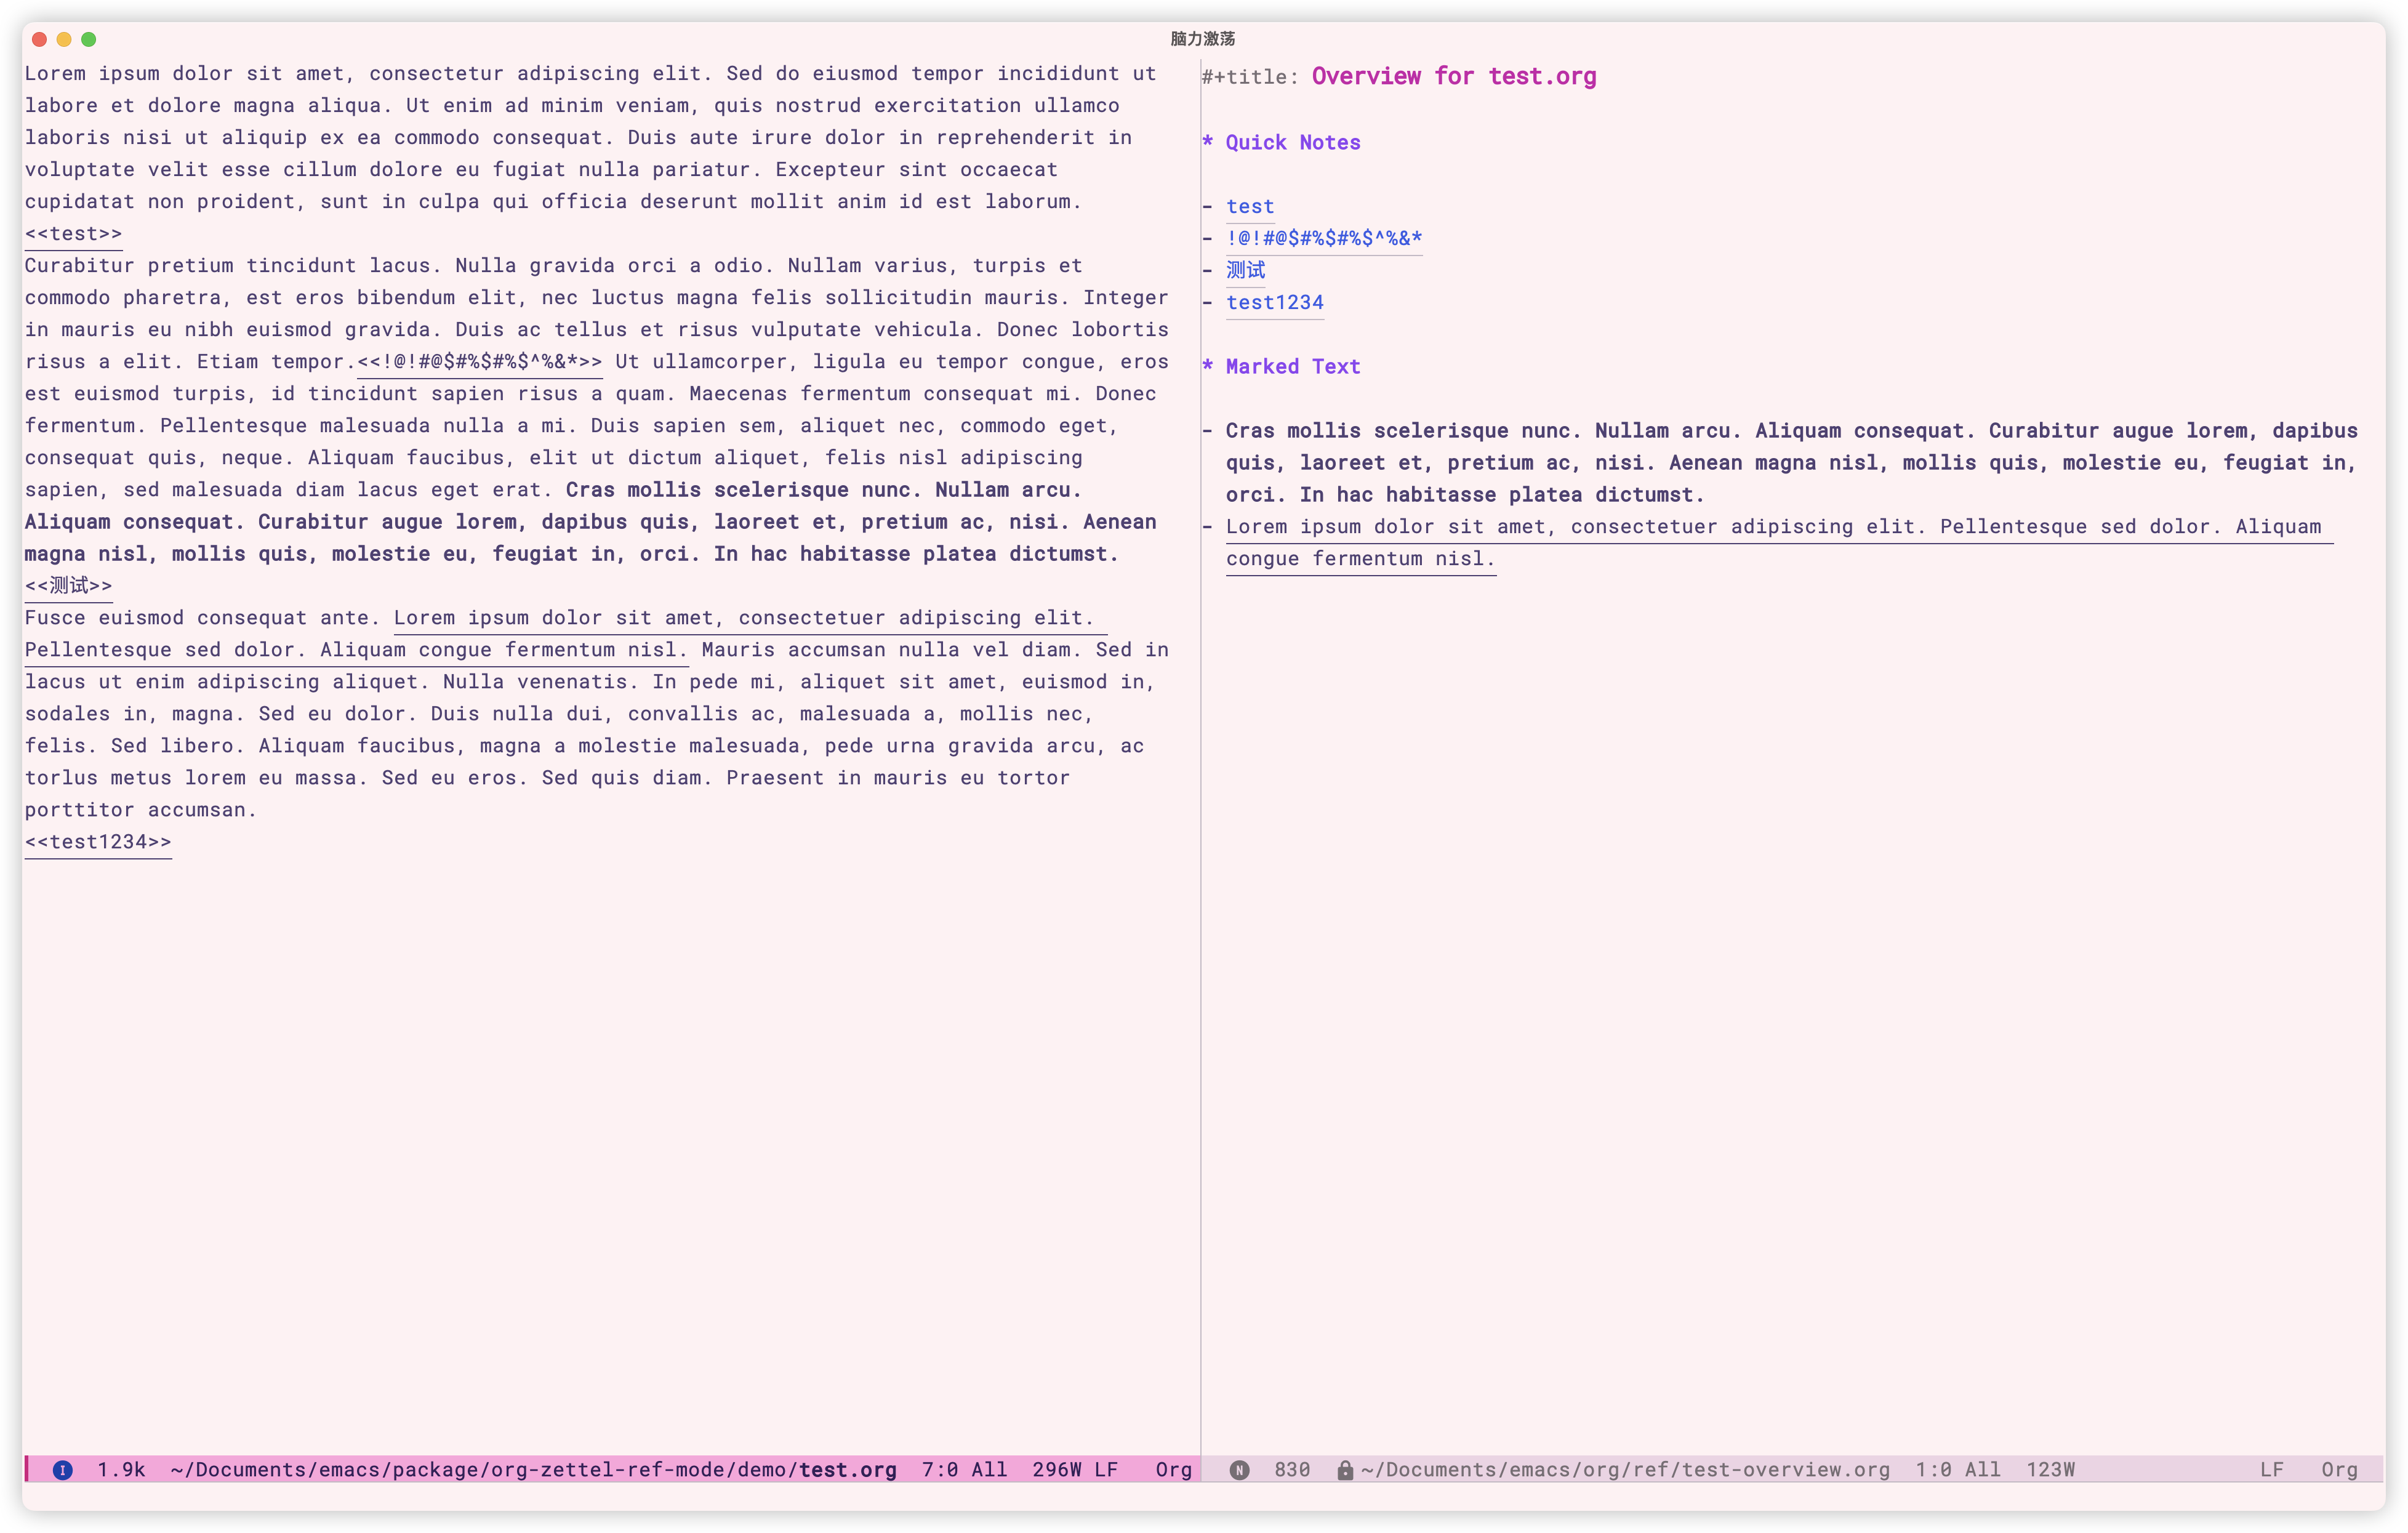 脑力激荡
Lorem ipsum dolor sit amet, consectetur adipiscing elit. Sed do eiusmod tempor incididunt ut
labore et dolore magna aliqua. Ut enim ad minim veniam, quis nostrud exercitation ullamco
laboris nisi ut aliquip ex ea commodo consequat. Duis aute irure dolor in reprehenderit in
voluptate velit esse cillum dolore eu fugiat nulla pariatur. Excepteur sint occaecat
cupidatat non proident, sunt in culpa qui officia deserunt mollit anim id est laborum.
<<test>>
Curabitur pretium tincidunt lacus. Nulla gravida orci a odio. Nullam varius, turpis et
commodo pharetra, est eros bibendum elit, nec luctus magna felis sollicitudin mauris. Integer
in mauris eu nibh euismod gravida. Duis ac tellus et risus vulputate vehicula. Donec lobortis
risus a elit. Etiam tempor.<<!@!#@$#%$#%$^%&*>> Ut ullamcorper, ligula eu tempor congue, eros
est euismod turpis, id tincidunt sapien risus a quam. Maecenas fermentum consequat mi. Donec
fermentum. Pellentesque malesuada nulla a mi. Duis sapien sem, aliquet nec, commodo eget,
consequat quis, neque. Aliquam faucibus, elit ut dictum aliquet, felis nisl adipiscing
sapien, sed malesuada diam lacus eget erat. Cras mollis scelerisque nunc. Nullam arcu.
Aliquam consequat. Curabitur augue lorem, dapibus quis, laoreet et, pretium ac, nisi. Aenean
magna nisl, mollis quis, molestie eu, feugiat in, orci. In hac habitasse platea dictumst.
<<测试>>
Fusce euismod consequat ante. Lorem ipsum dolor sit amet, consectetuer adipiscing elit.
Pellentesque sed dolor. Aliquam congue fermentum nisl. Mauris accumsan nulla vel diam. Sed in
lacus ut enim adipiscing aliquet. Nulla venenatis. In pede mi, aliquet sit amet, euismod in,
sodales in, magna. Sed eu dolor. Duis nulla dui, convallis ac, malesuada a, mollis nec,
felis. Sed libero. Aliquam faucibus, magna a molestie malesuada, pede urna gravida arcu, ac
torlus metus lorem eu massa. Sed eu eros. Sed quis diam. Praesent in mauris eu tortor
porttitor accumsan.
<<test1234>>
I 1.9k ~/Documents/emacs/package/org-zettel-ref-mode/demo/test.org 7:0 All 296W LF Org
#+title: Overview for test.org
* Quick Notes
- test
- !@!#@$#%$#%$^%&*
- 测试
- test1234
* Marked Text
- Cras mollis scelerisque nunc. Nullam arcu. Aliquam consequat. Curabitur augue lorem, dapibus
quis, laoreet et, pretium ac, nisi. Aenean magna nisl, mollis quis, molestie eu, feugiat in,
orci. In hac habitasse platea dictumst.
- Lorem ipsum dolor sit amet, consectetuer adipiscing elit. Pellentesque sed dolor. Aliquam
congue fermentum nisl.
N 830 ~/Documents/emacs/org/ref/test-overview.org 1:0 All 123W LF Org